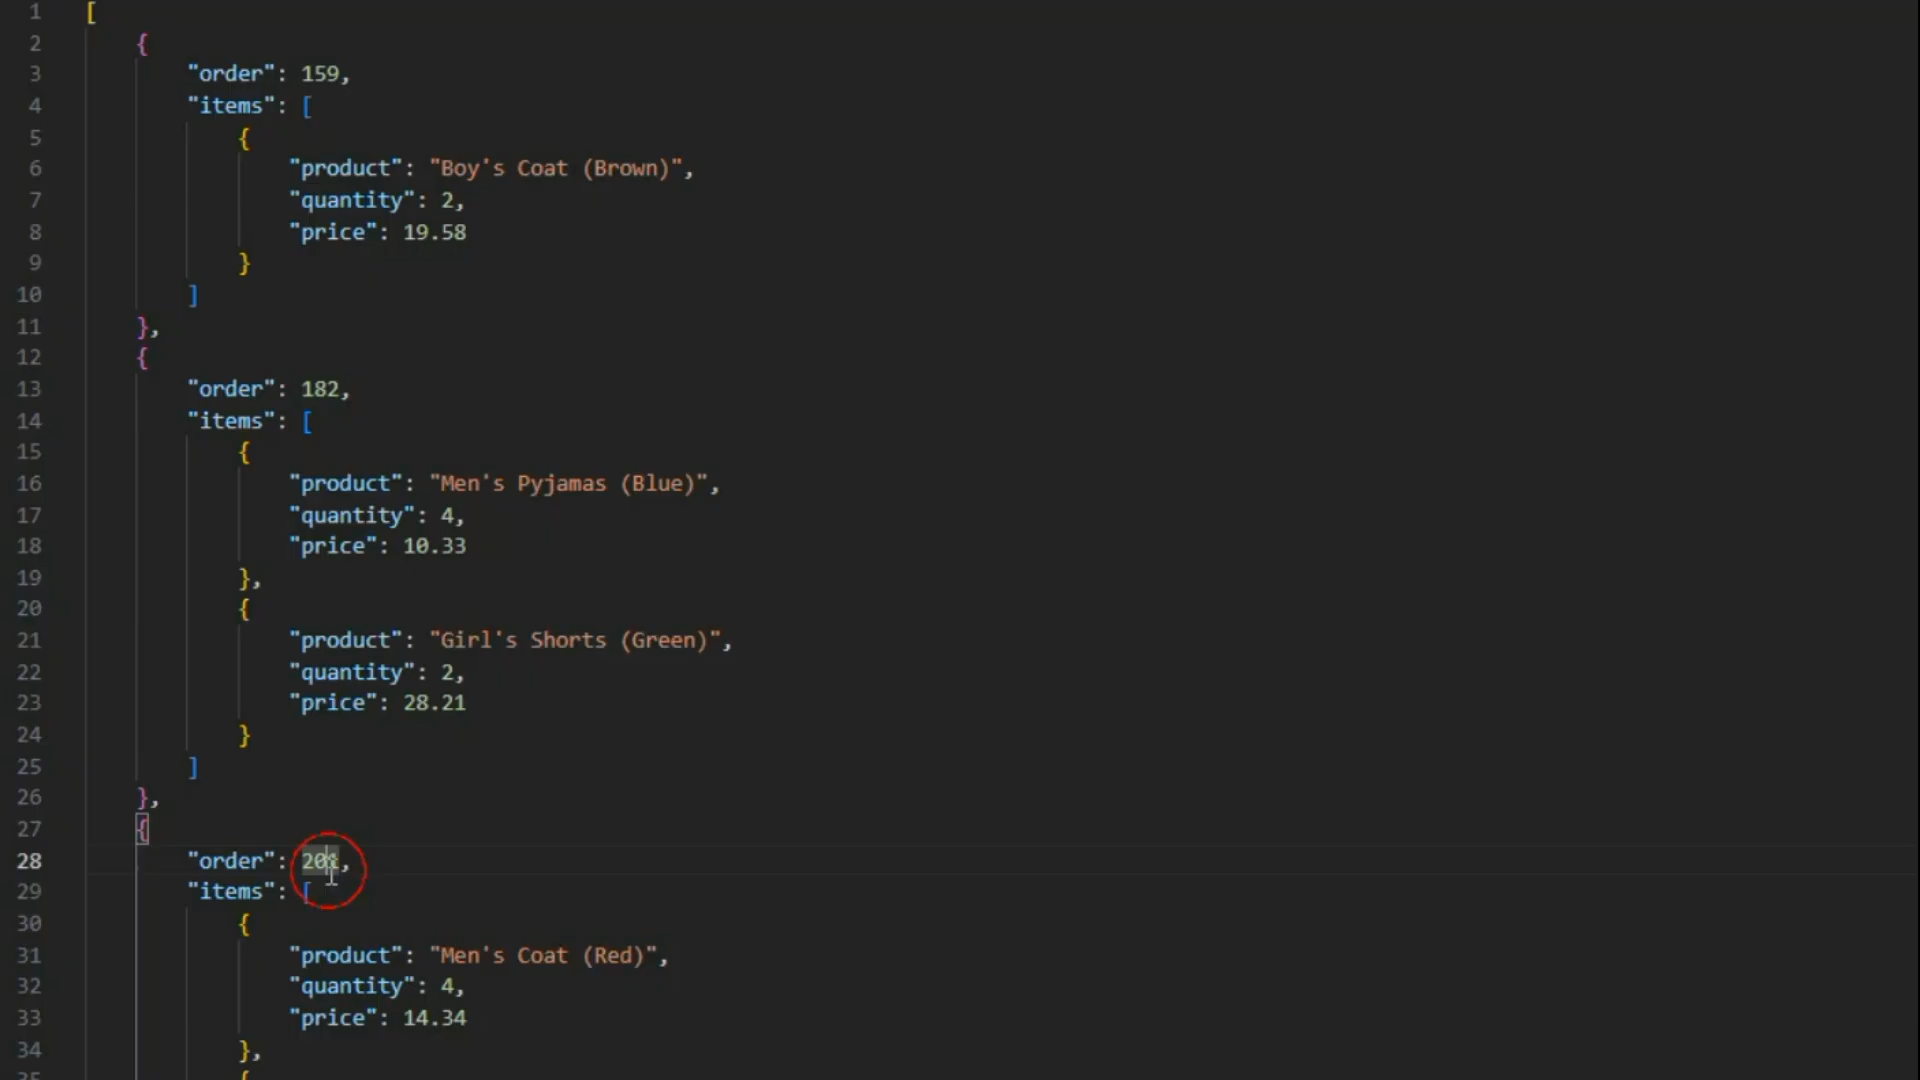 1 [
2 {
3 "order": 159,
4 "items": [
5 {
6 "product": "Boy's Coat (Brown)",
7 "quantity": 2,
8 "price": 19.58
9 }
10 ]
11 },
12 {
13 "order": 182,
14 "items": [
15 {
16 "product": "Men's Pyjamas (Blue)",
17 "quantity": 4,
18 "price": 10.33
19 },
20 {
21 "product": "Girl's Shorts (Green)",
22 "quantity": 2,
23 "price": 28.21
24 }
25 ]
26 },
27 {
28 "order": 201,
29 "items": [
30 {
31 "product": "Men's Coat (Red)",
32 "quantity": 4,
33 "price": 14.34
34 },
35 {